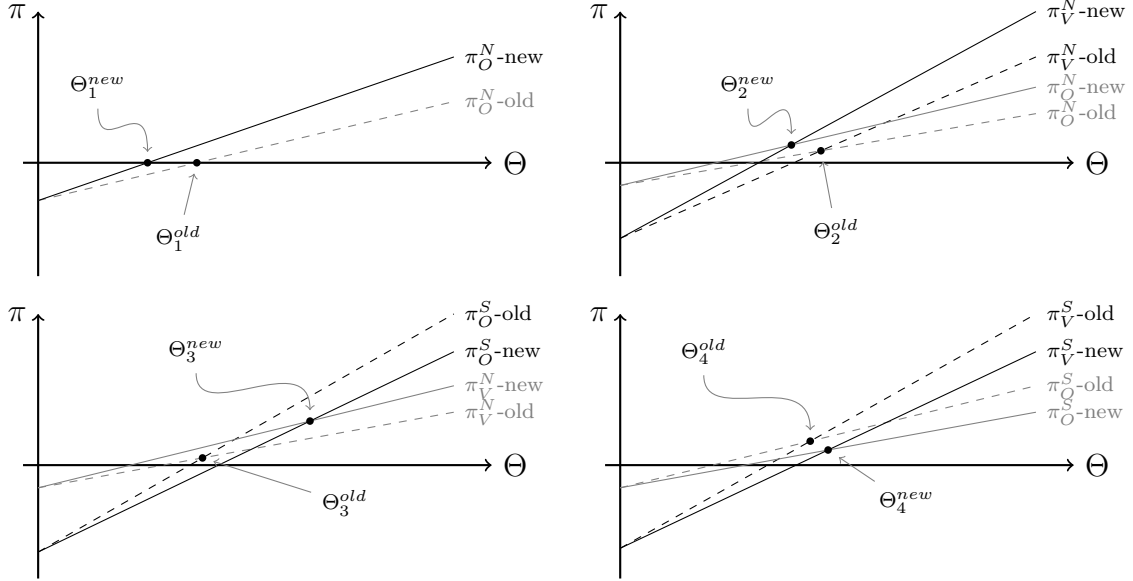 π
π_O^N-new
π_O^N-old
Θ_1^{new}
Θ_1^{old}
Θ
π
π_V^N-new
π_V^N-old
π_O^N-new
π_O^N-old
Θ_2^{new}
Θ_2^{old}
Θ
π
π_O^S-old
π_O^S-new
π_V^N-new
π_V^N-old
Θ_3^{new}
Θ_3^{old}
Θ
π
π_V^S-old
π_V^S-new
π_O^S-old
π_O^S-new
Θ_4^{old}
Θ_4^{new}
Θ